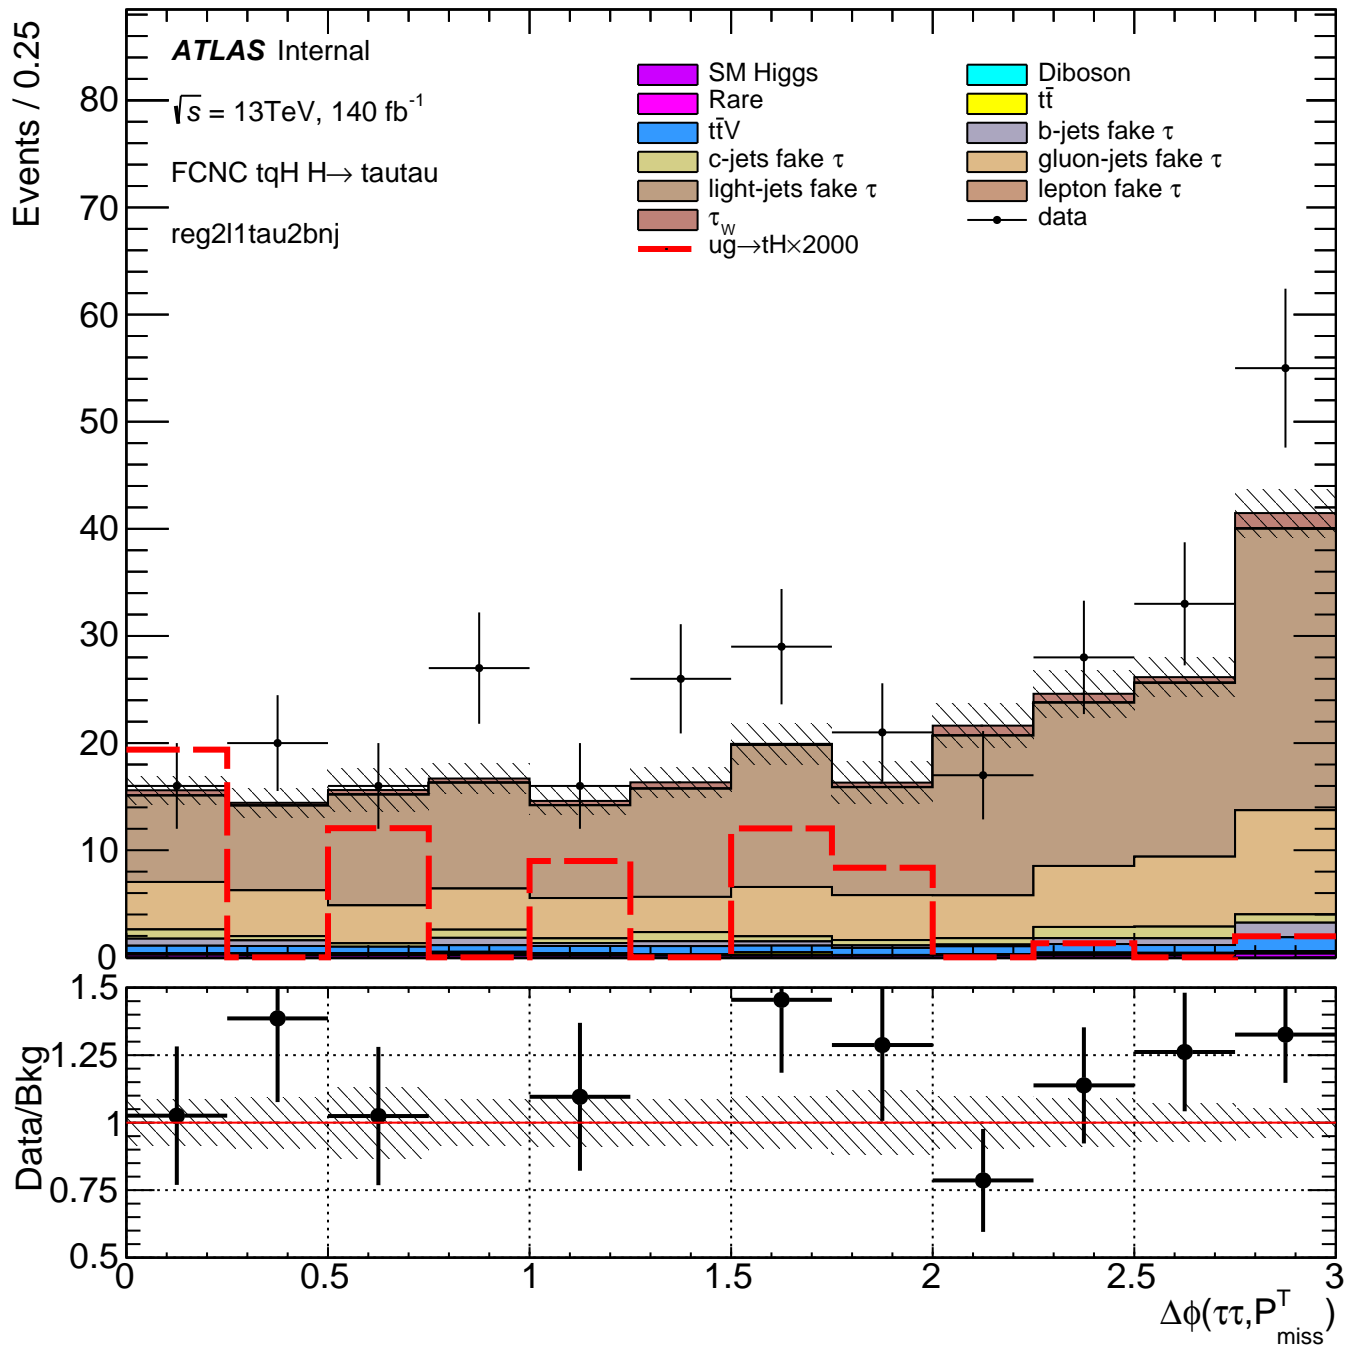 Events / 0.25
ATLAS Internal
√s = 13TeV, 140 fb⁻¹
FCNC tqH H→ tautau
reg2l1tau2bnj
SM Higgs
Diboson
Rare
tt̄
tt̄V
b-jets fake τ
c-jets fake τ
gluon-jets fake τ
light-jets fake τ
lepton fake τ
τ_W
data
ug→tH×2000
80
70
60
50
40
30
20
10
0
Data/Bkg
1.5
1.25
1
0.75
0.5
0 0.5 1 1.5 2 2.5 3
Δϕ(ττ,P^T_miss)